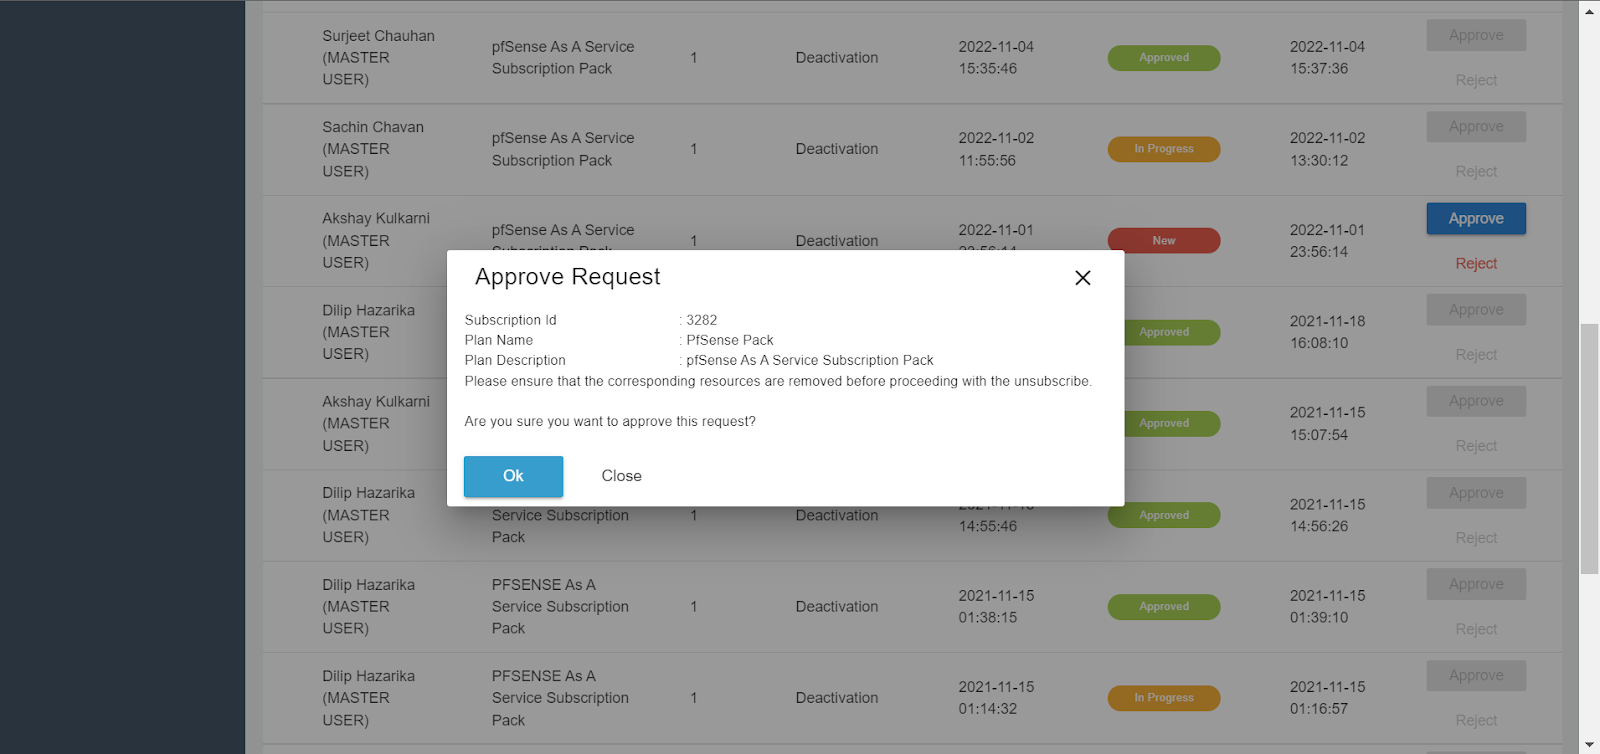 Surjeet Chauhan
(MASTER
USER)
pfSense As A Service
Subscription Pack
1
Deactivation
2022-11-04
15:35:46
Approved
2022-11-04
15:37:36
Approve
Reject
Sachin Chavan
(MASTER
USER)
pfSense As A Service
Subscription Pack
1
Deactivation
2022-11-02
11:55:56
In Progress
2022-11-02
13:30:12
Approve
Reject
Akshay Kulkarni
(MASTER
USER)
pfSense As A Service
Subscription Pack
1
Deactivation
2022-11-01
23:56:14
New
2022-11-01
23:56:14
Approve
Reject
Approve Request
Subscription Id : 3282
Plan Name : PfSense Pack
Plan Description : pfSense As A Service Subscription Pack
Please ensure that the corresponding resources are removed before proceeding with the unsubscribe.
Are you sure you want to approve this request?
Ok
Close
Dilip Hazarika
(MASTER
USER)
Approved
2021-11-18
16:08:10
Approve
Reject
Akshay Kulkarni
(MASTER
USER)
Approved
2021-11-15
15:07:54
Approve
Reject
Dilip Hazarika
(MASTER
USER)
Service Subscription
Pack
1
Deactivation
14:55:46
Approved
2021-11-15
14:56:26
Approve
Reject
Dilip Hazarika
(MASTER
USER)
PFSENSE As A
Service Subscription
Pack
1
Deactivation
2021-11-15
01:38:15
Approved
2021-11-15
01:39:10
Approve
Reject
Dilip Hazarika
(MASTER
USER)
PFSENSE As A
Service Subscription
Pack
1
Deactivation
2021-11-15
01:14:32
In Progress
2021-11-15
01:16:57
Approve
Reject